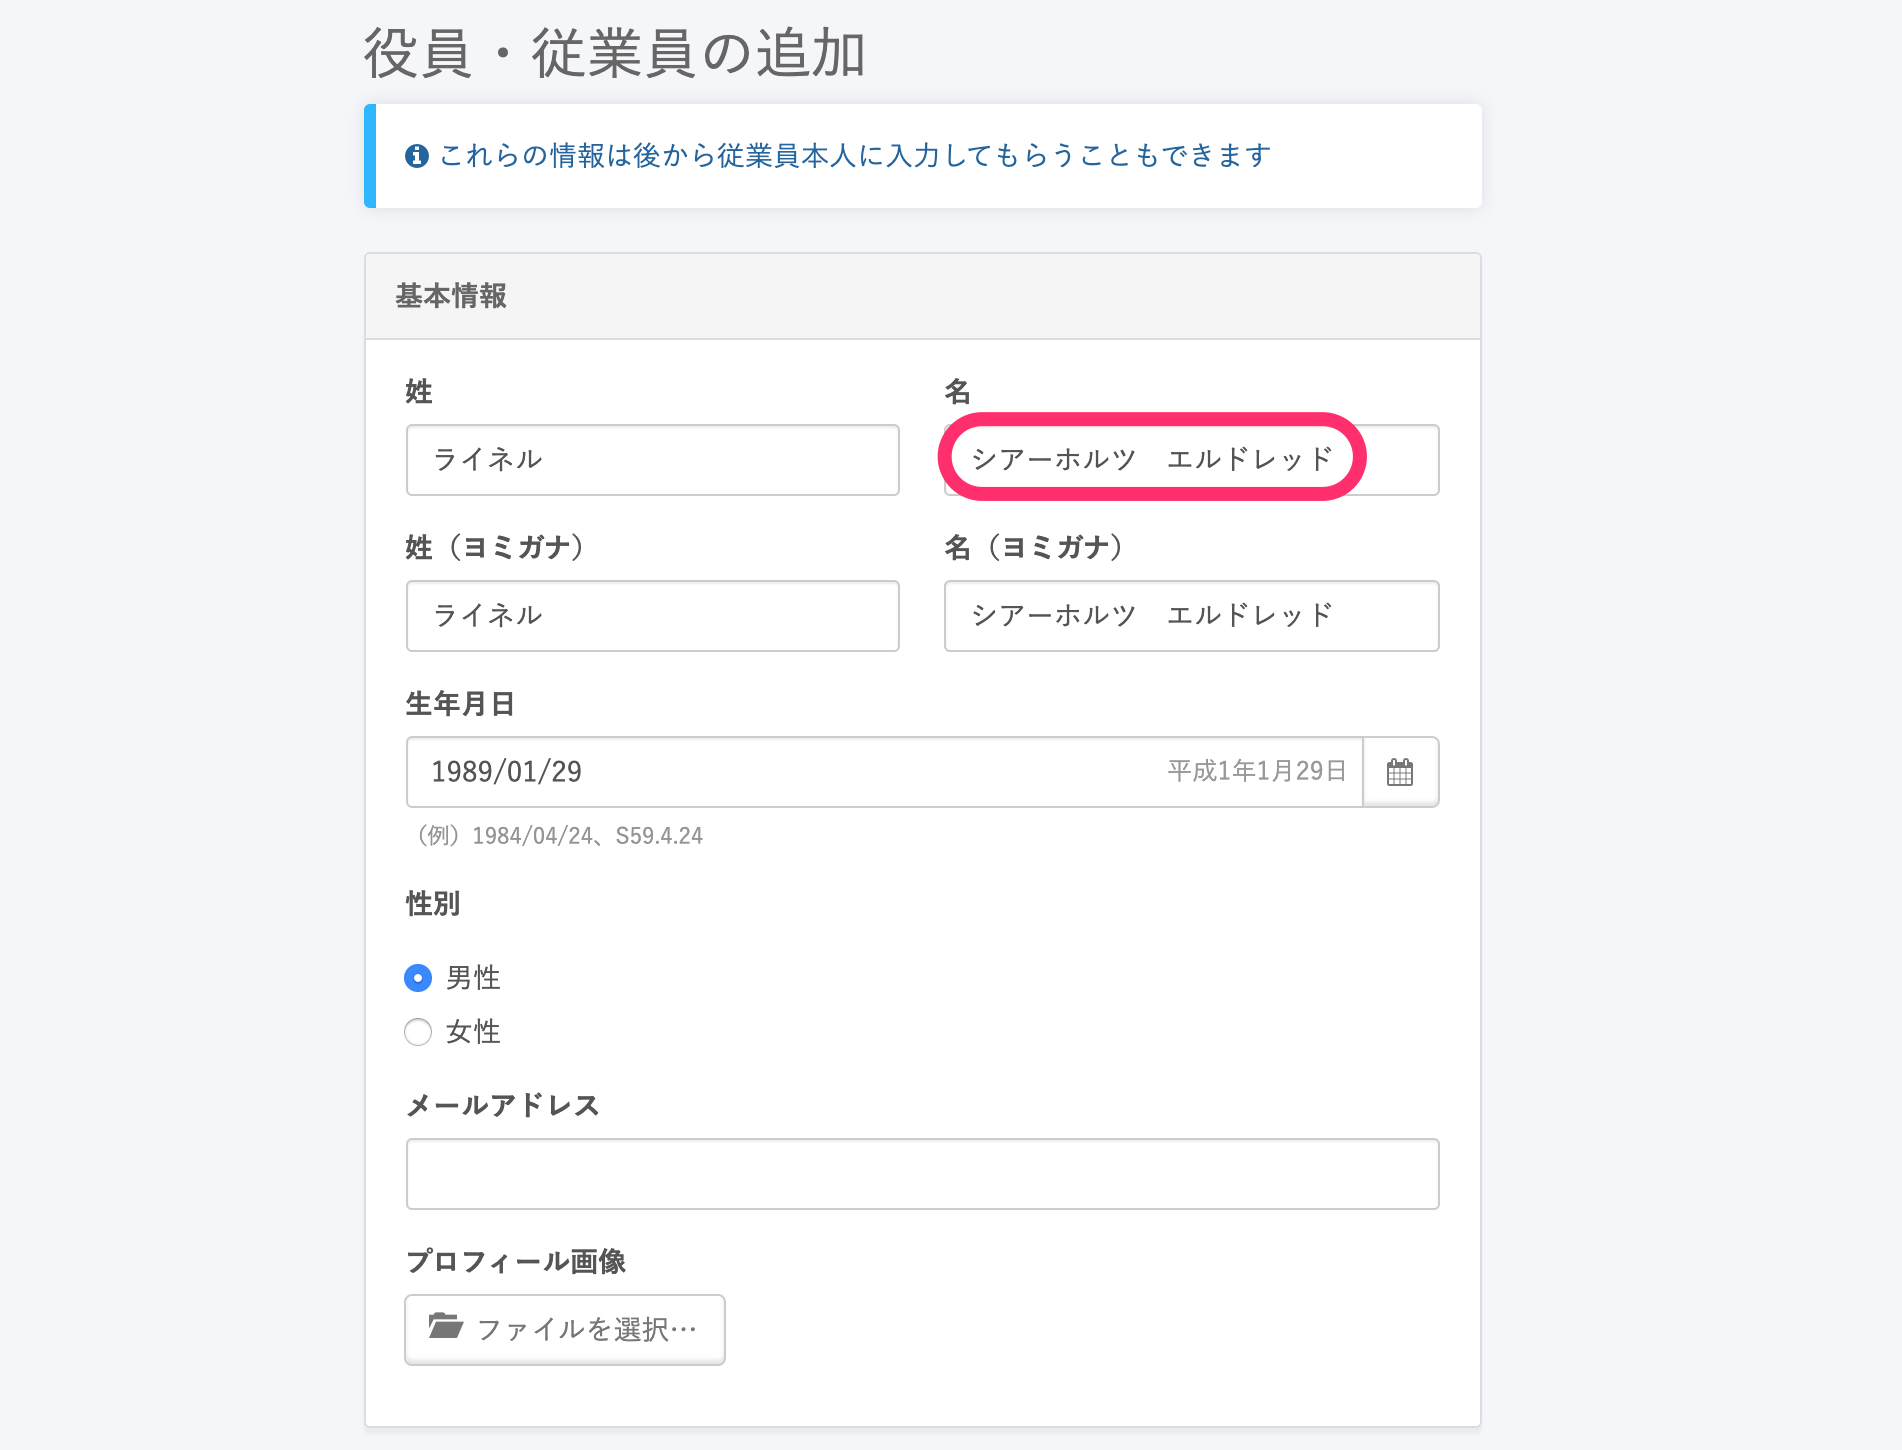 役員・従業員の追加
これらの情報は後から従業員本人に入力してもらうこともできます
基本情報
姓
名
ライネル
シアーホルツ　エルドレッド
姓（ヨミガナ）
名（ヨミガナ）
ライネル
シアーホルツ　エルドレッド
生年月日
1989/01/29
平成1年1月29日
（例）1984/04/24、S59.4.24
性別
男性
女性
メールアドレス
プロフィール画像
ファイルを選択…